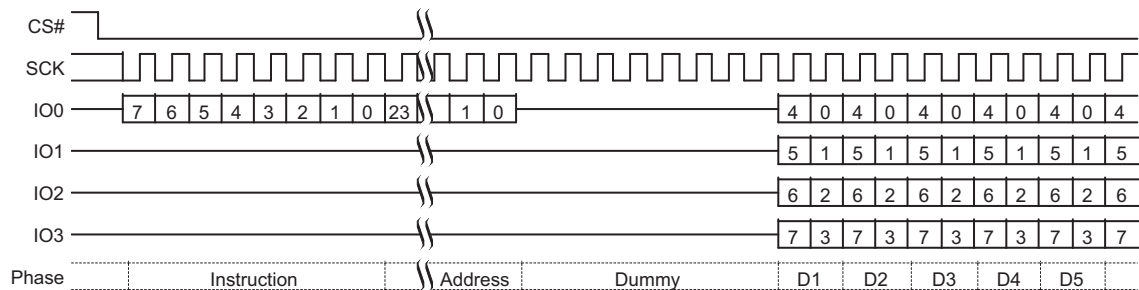 CS#
SCK
IO0 7 6 5 4 3 2 1 0 23 1 0 4 0 4 0 4 0 4 0 4 0 4
IO1 5 1 5 1 5 1 5 1 5 1 5
IO2 6 2 6 2 6 2 6 2 6 2 6
IO3 7 3 7 3 7 3 7 3 7 3 7
Phase Instruction Address Dummy D1 D2 D3 D4 D5